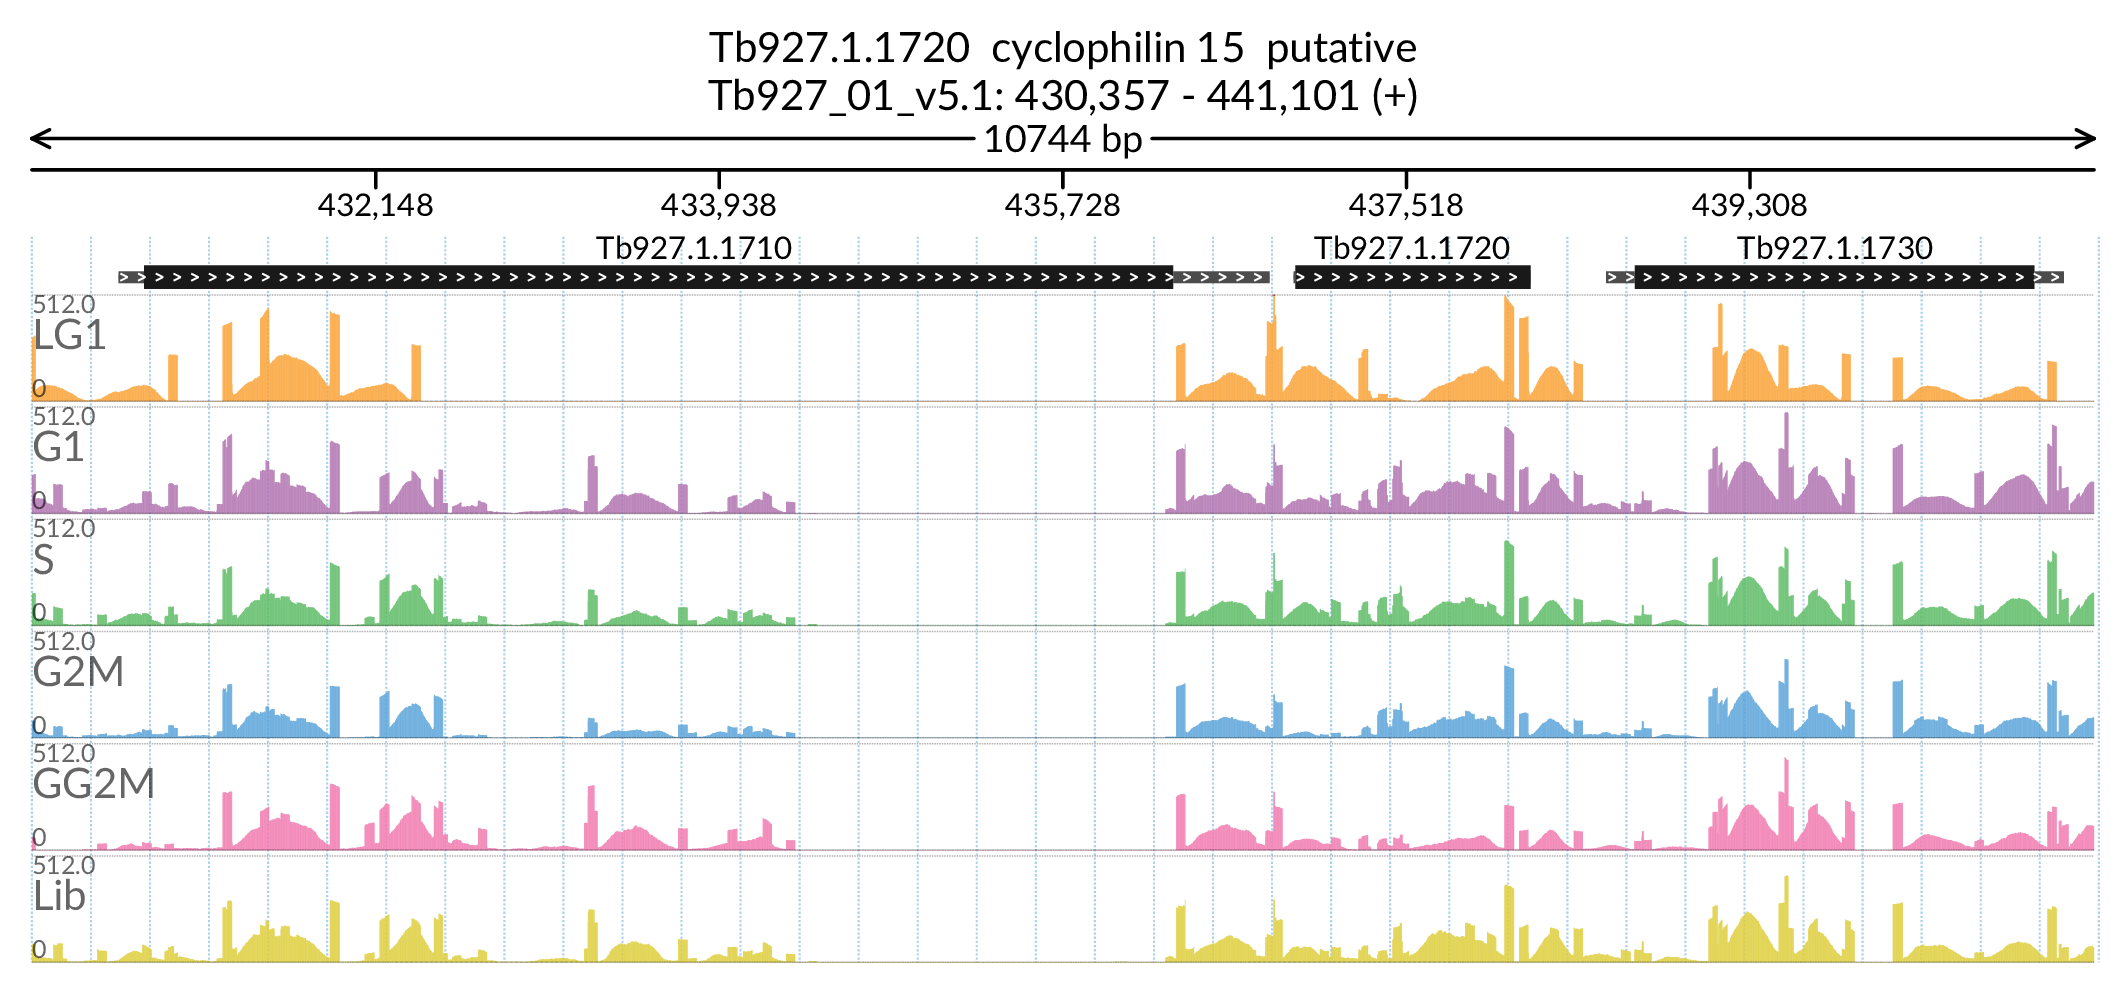 Tb927.1.1720 cyclophilin 15 putative
Tb927_01_v5.1: 430,357 - 441,101 (+)
10744 bp
432,148 433,938 435,728 437,518 439,308
Tb927.1.1710 Tb927.1.1720 Tb927.1.1730
512.0
LG1
0
512.0
G1
0
512.0
S
0
512.0
G2M
0
512.0
GG2M
0
512.0
Lib
0